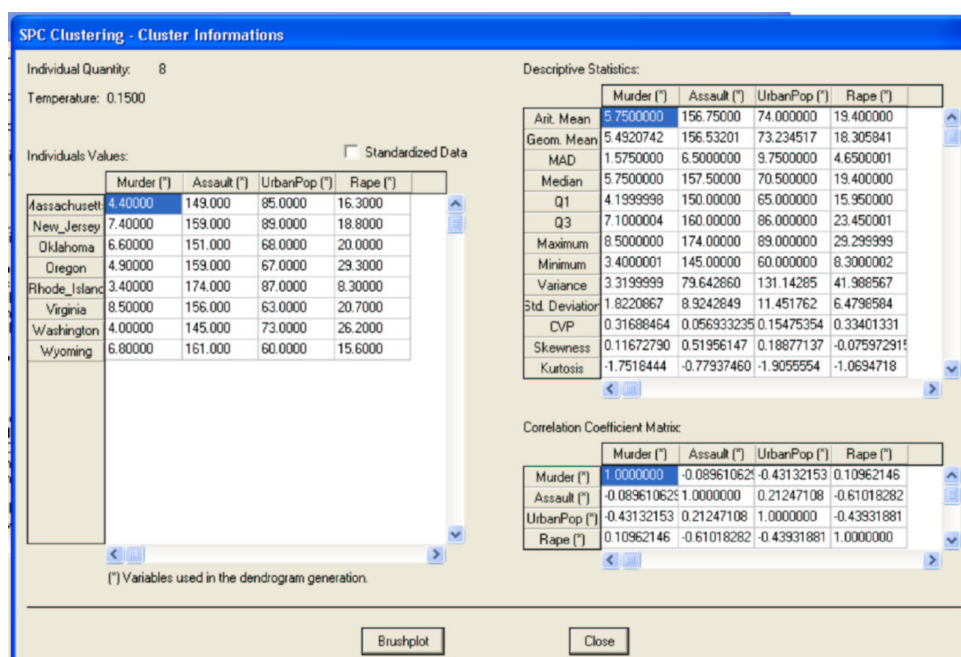 SPC Clustering - Cluster Informations
Individual Quantity: 8
Temperature: 0.1500
Individuals Values:
Standardized Data
Murder (*) Assault (*) UrbanPop (*) Rape (*)
Massachusett 4.40000 149.000 85.0000 16.3000
New_Jersey 7.40000 159.000 89.0000 18.8000
Oklahoma 6.60000 151.000 68.0000 20.0000
Oregon 4.90000 159.000 67.0000 29.3000
Rhode_Islanc 3.40000 174.000 87.0000 8.30000
Virginia 8.50000 156.000 63.0000 20.7000
Washington 4.00000 145.000 73.0000 26.2000
Wyoming 6.80000 161.000 60.0000 15.6000
(*) Variables used in the dendrogram generation.
Descriptive Statistics:
Murder (*) Assault (*) UrbanPop (*) Rape (*)
Arit. Mean 5.7500000 156.75000 74.000000 19.400000
Geom. Mean 5.4920742 156.53201 73.234517 18.305841
MAD 1.5750000 6.5000000 9.7500000 4.6500001
Median 5.7500000 157.50000 70.500000 19.400000
Q1 4.1999998 150.00000 65.000000 15.950000
Q3 7.1000004 160.00000 86.000000 23.450001
Maximum 8.5000000 174.00000 89.000000 29.299999
Minimum 3.4000001 145.00000 60.000000 8.3000002
Variance 3.3199999 79.642860 131.14285 41.988567
Std. Deviation 1.8220867 8.9242849 11.451762 6.4798584
CVP 0.31688464 0.056933235 0.15475354 0.33401331
Skewness 0.11672790 0.51956147 0.18877137 -0.075972915
Kurtosis -1.7518444 -0.77937460 -1.9055554 -1.0694718
Correlation Coefficient Matrix:
Murder (*) Assault (*) UrbanPop (*) Rape (*)
Murder (*) 1.0000000 -0.089610629 -0.43132153 0.10962146
Assault (*) -0.089610629 1.0000000 0.21247108 -0.61018282
UrbanPop (*) -0.43132153 0.21247108 1.0000000 -0.43931881
Rape (*) 0.10962146 -0.61018282 -0.43931881 1.0000000
Brushplot
Close